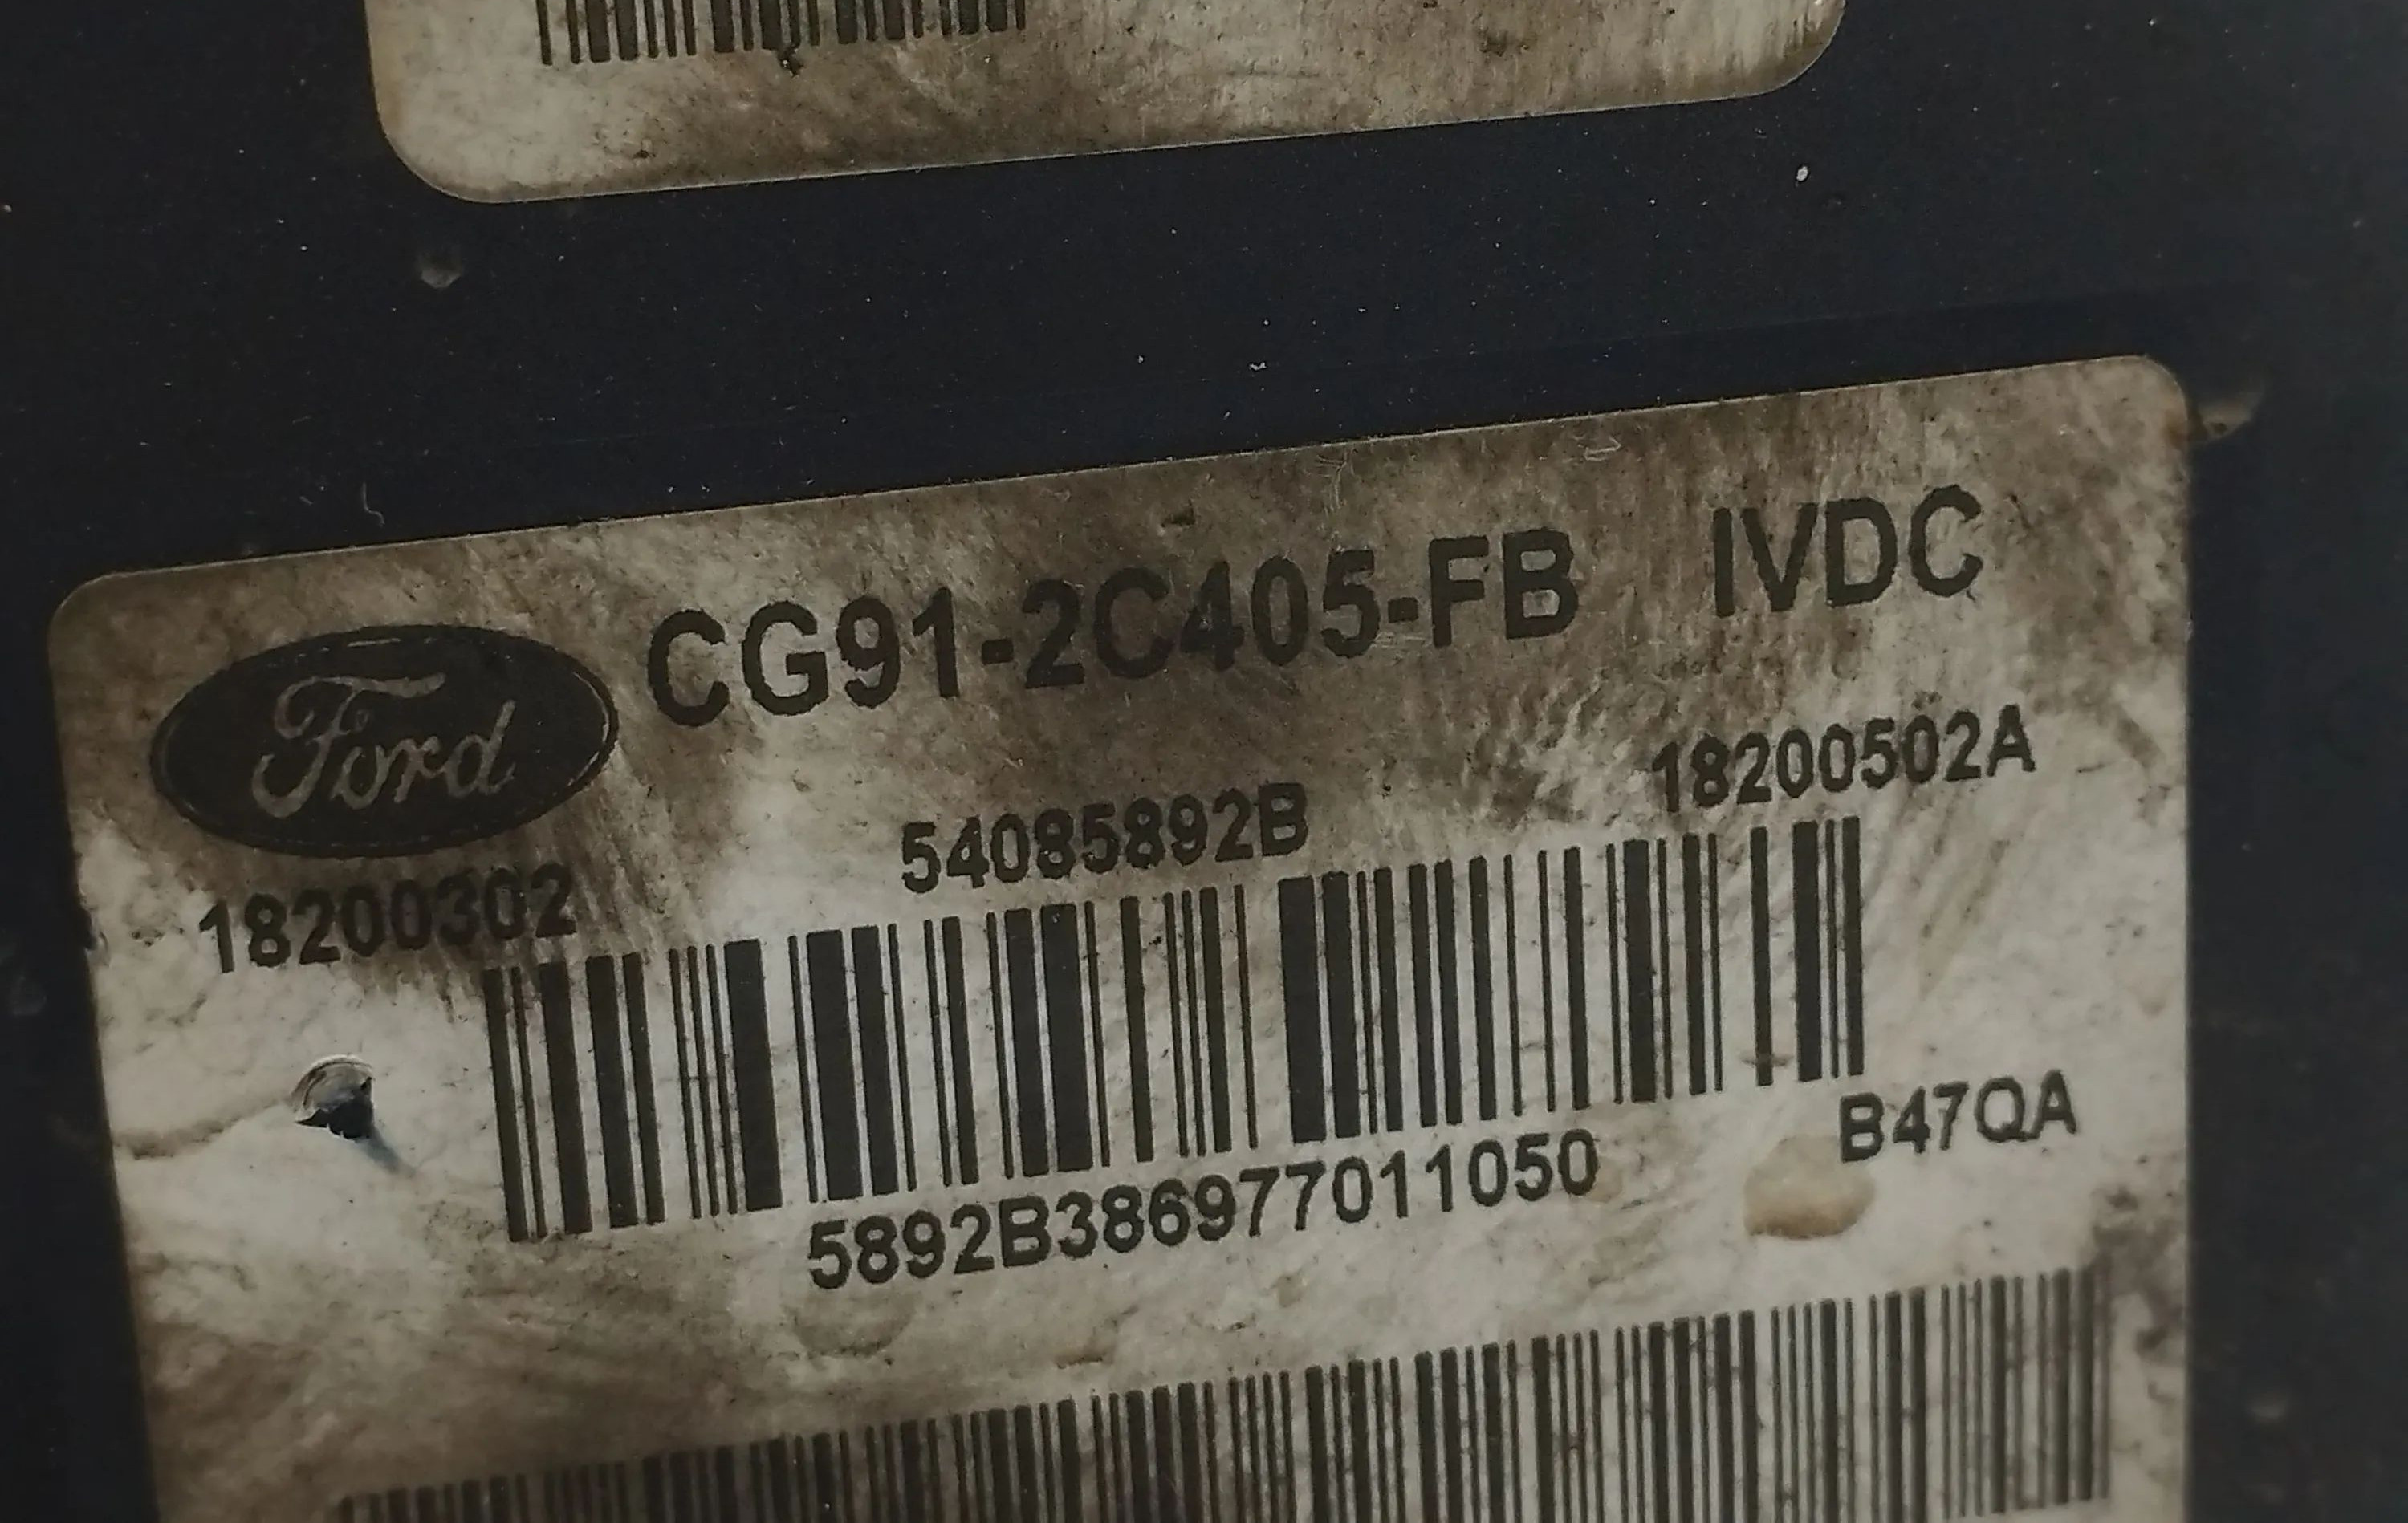 Ford CG91-2C405-FB IVDC
18200302 54085892B 18200502A
5892B386977011050 B47QA